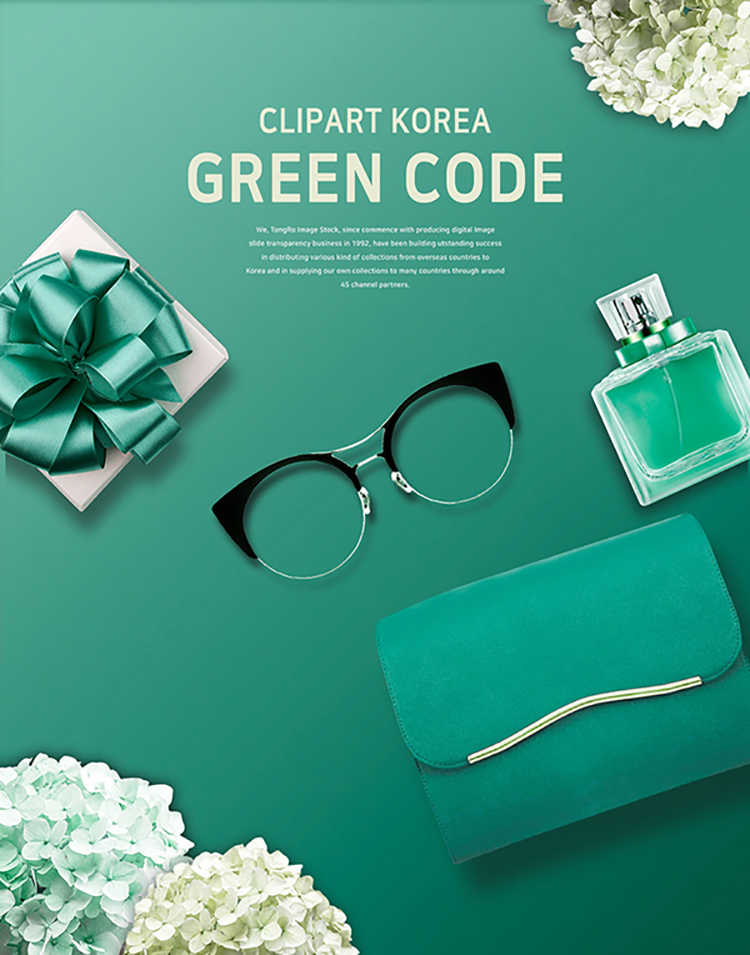 CLIPART KOREA
GREEN CODE
We, TongRo Image Stock, since commence with producing digital image
slide transparency business in 1992, have been building utstanding success
in distributing various kind of collections from overseas countries to
Korea and in supplying our own collections to many countries through around
45 channel partners.